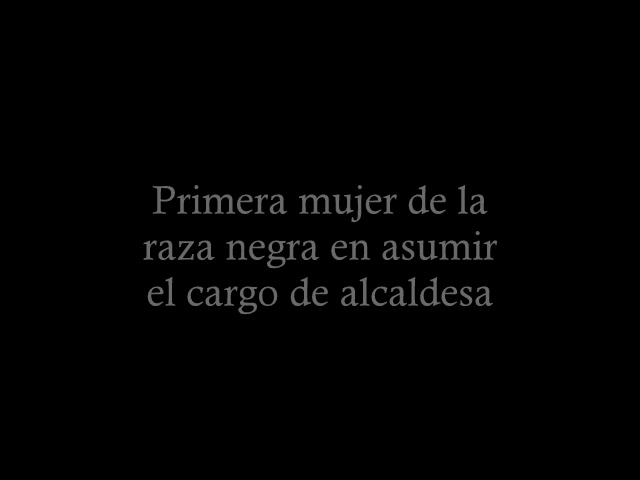 Primera mujer de la
raza negra en asumir
el cargo de alcaldesa